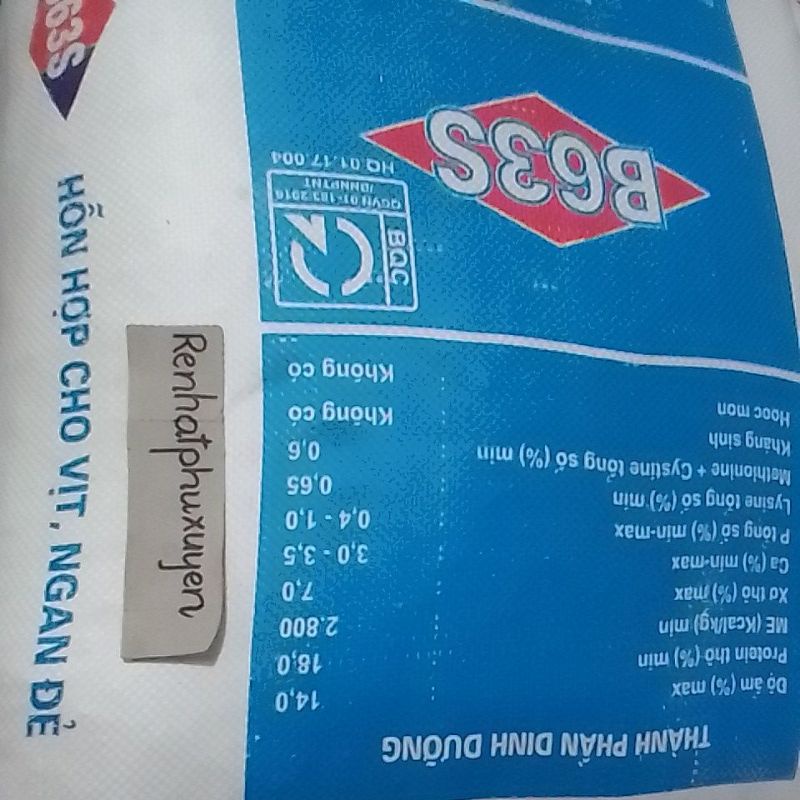 THÀNH PHẦN DINH DƯỠNG
Độ ẩm (%) max 14,0
Protein thô (%) min 18,0
ME (Kcal/kg) min 2.800
Xơ thô (%) max 7,0
Ca (%) min-max 3,0 - 3,5
P tổng số (%) min-max 0,4 - 1,0
Lysine tổng số (%) min 0,65
Methionine + Cystine tổng số (%) min 0,6
Kháng sinh Không có
Hooc mon Không có
BQC
QCVN 01-183:2016
/BNNPTNT
HQ.01.17.004
B63S
B63S
HỖN HỢP CHO VỊT, NGAN ĐẺ
Renhatphuxuyen